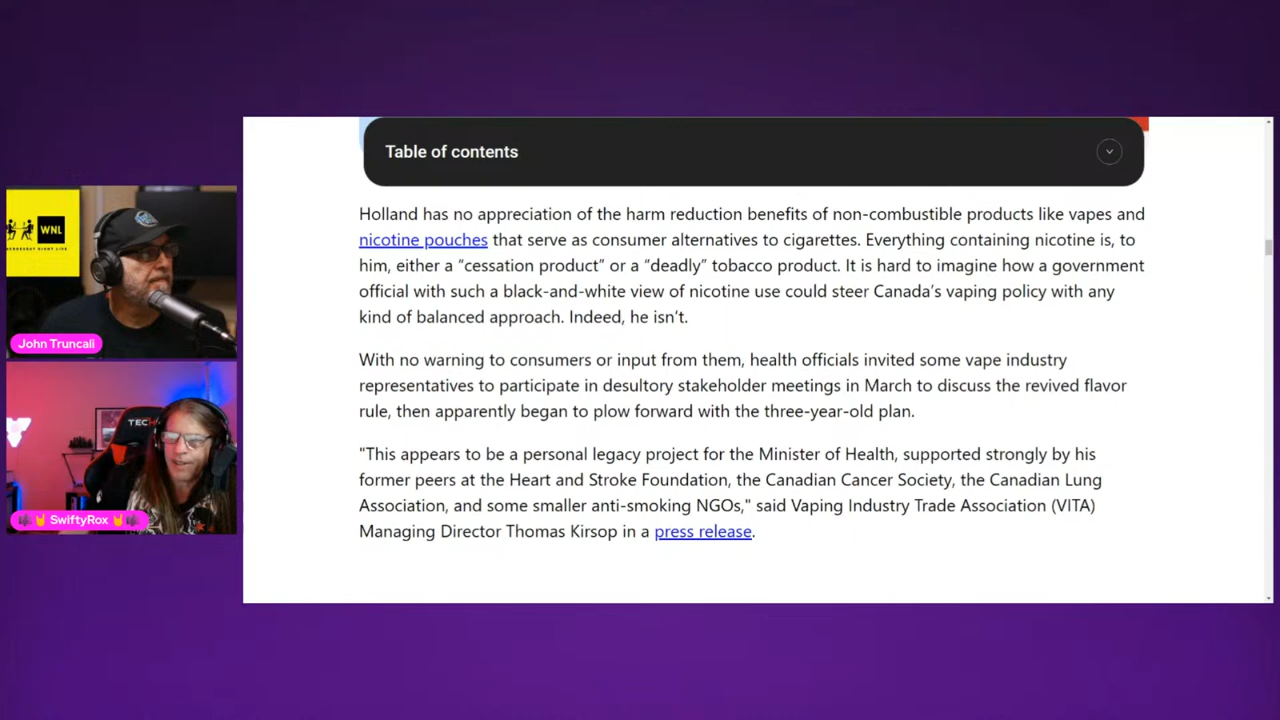 Table of contents
Holland has no appreciation of the harm reduction benefits of non-combustible products like vapes and
nicotine pouches that serve as consumer alternatives to cigarettes. Everything containing nicotine is, to
him, either a “cessation product” or a “deadly” tobacco product. It is hard to imagine how a government
official with such a black-and-white view of nicotine use could steer Canada’s vaping policy with any
kind of balanced approach. Indeed, he isn’t.
With no warning to consumers or input from them, health officials invited some vape industry
representatives to participate in desultory stakeholder meetings in March to discuss the revived flavor
rule, then apparently began to plow forward with the three-year-old plan.
"This appears to be a personal legacy project for the Minister of Health, supported strongly by his
former peers at the Heart and Stroke Foundation, the Canadian Cancer Society, the Canadian Lung
Association, and some smaller anti-smoking NGOs," said Vaping Industry Trade Association (VITA)
Managing Director Thomas Kirsop in a press release.
WNL
John Truncali
TECH
SwIftyRox